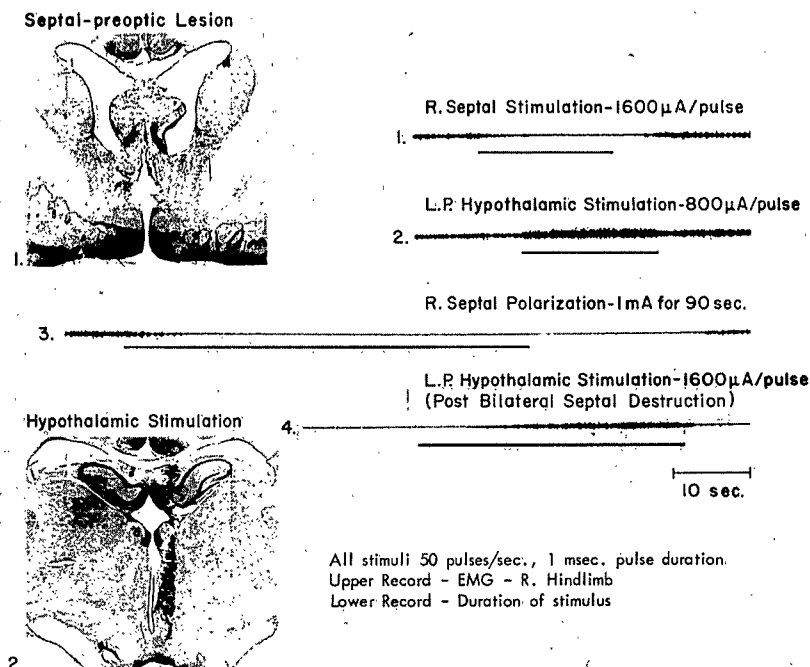 Septal-preoptic Lesion
R. Septal Stimulation-1600µA/pulse
1.
L.P. Hypothalamic Stimulation-800µA/pulse
2.
1.
R. Septal Polarization-1mA for 90 sec.
3.
L.P. Hypothalamic Stimulation-1600µA/pulse
(Post Bilateral Septal Destruction)
Hypothalamic Stimulation
4.
10 sec.
All stimuli 50 pulses/sec., 1 msec. pulse duration.
Upper Record - EMG - R. Hindlimb
Lower Record - Duration of stimulus
2.